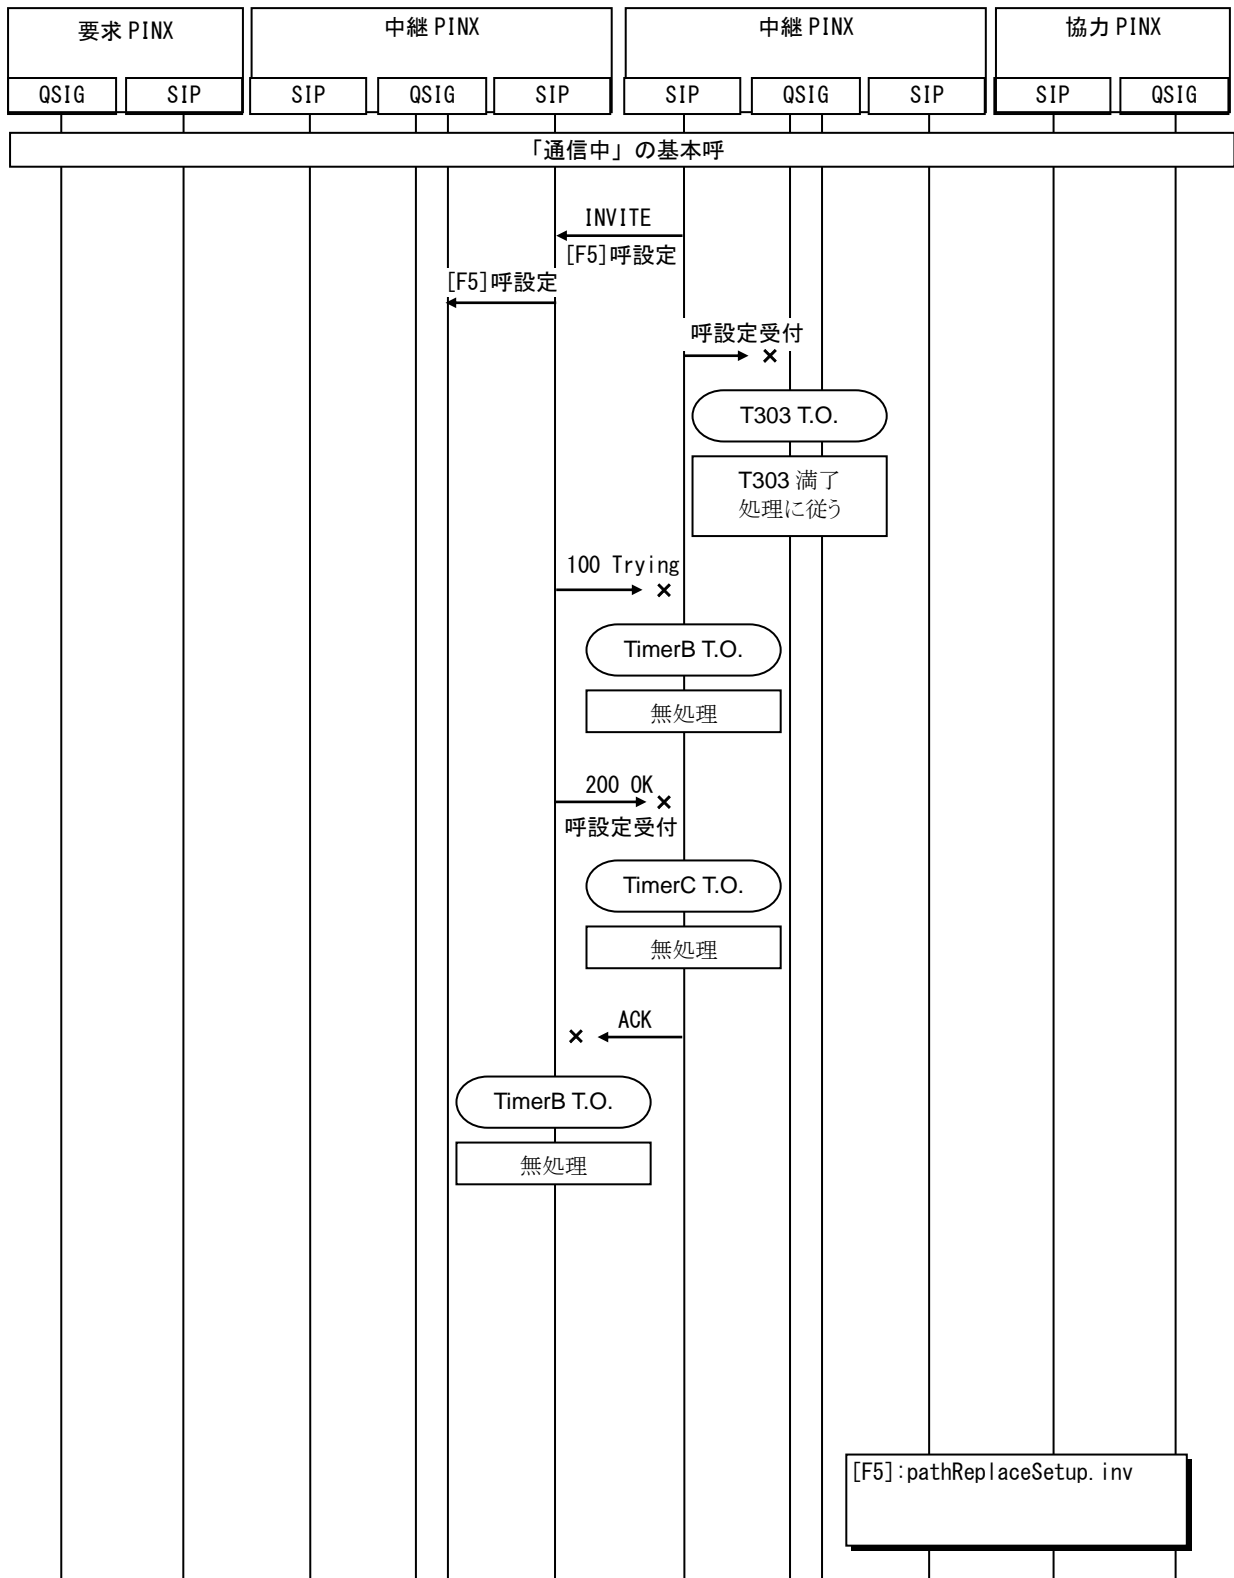 要求 PINX
中継 PINX
中継 PINX
協力 PINX
QSIG
SIP
SIP
QSIG
SIP
SIP
QSIG
SIP
SIP
QSIG
「通信中」の基本呼
INVITE
[F5]呼設定
[F5]呼設定
呼設定受付
T303 T.O.
T303 満了
処理に従う
100 Trying
TimerB T.O.
無処理
200 OK
呼設定受付
TimerC T.O.
無処理
ACK
TimerB T.O.
無処理
[F5]:pathReplaceSetup.inv